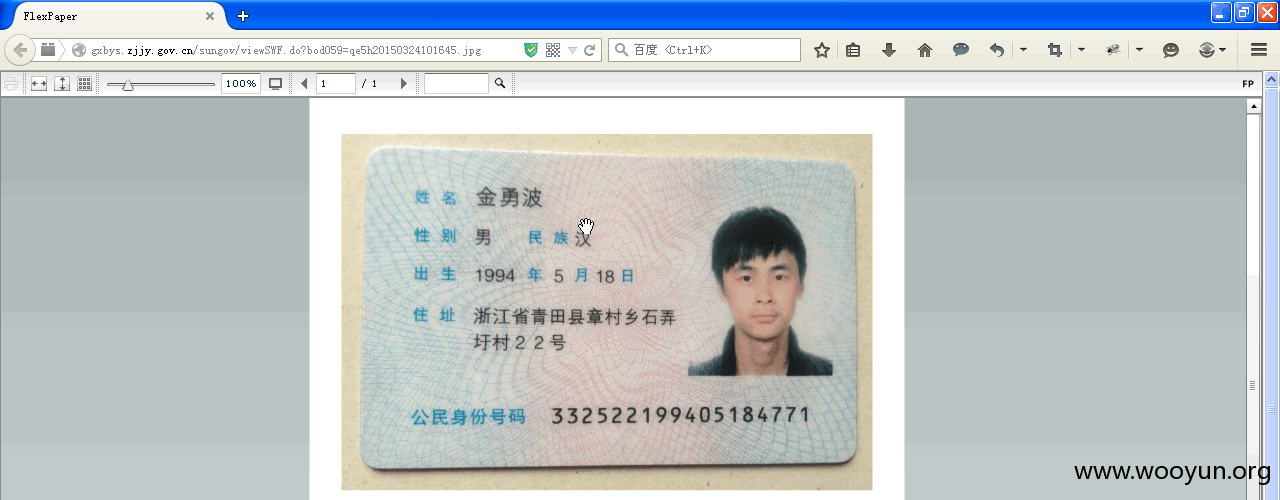 FlexPaper
gxbys.zjjy.gov.cn/sungov/viewSWF.do?bod059=qe5h20150324101645.jpg
百度 <Ctrl+K>
100%
1 / 1
FP
姓名 金勇波
性别 男 民族 汉
出生 1994 年 5 月 18 日
住址 浙江省青田县章村乡石弄
圩村22号
公民身份号码 332522199405184771
www.wooyun.org